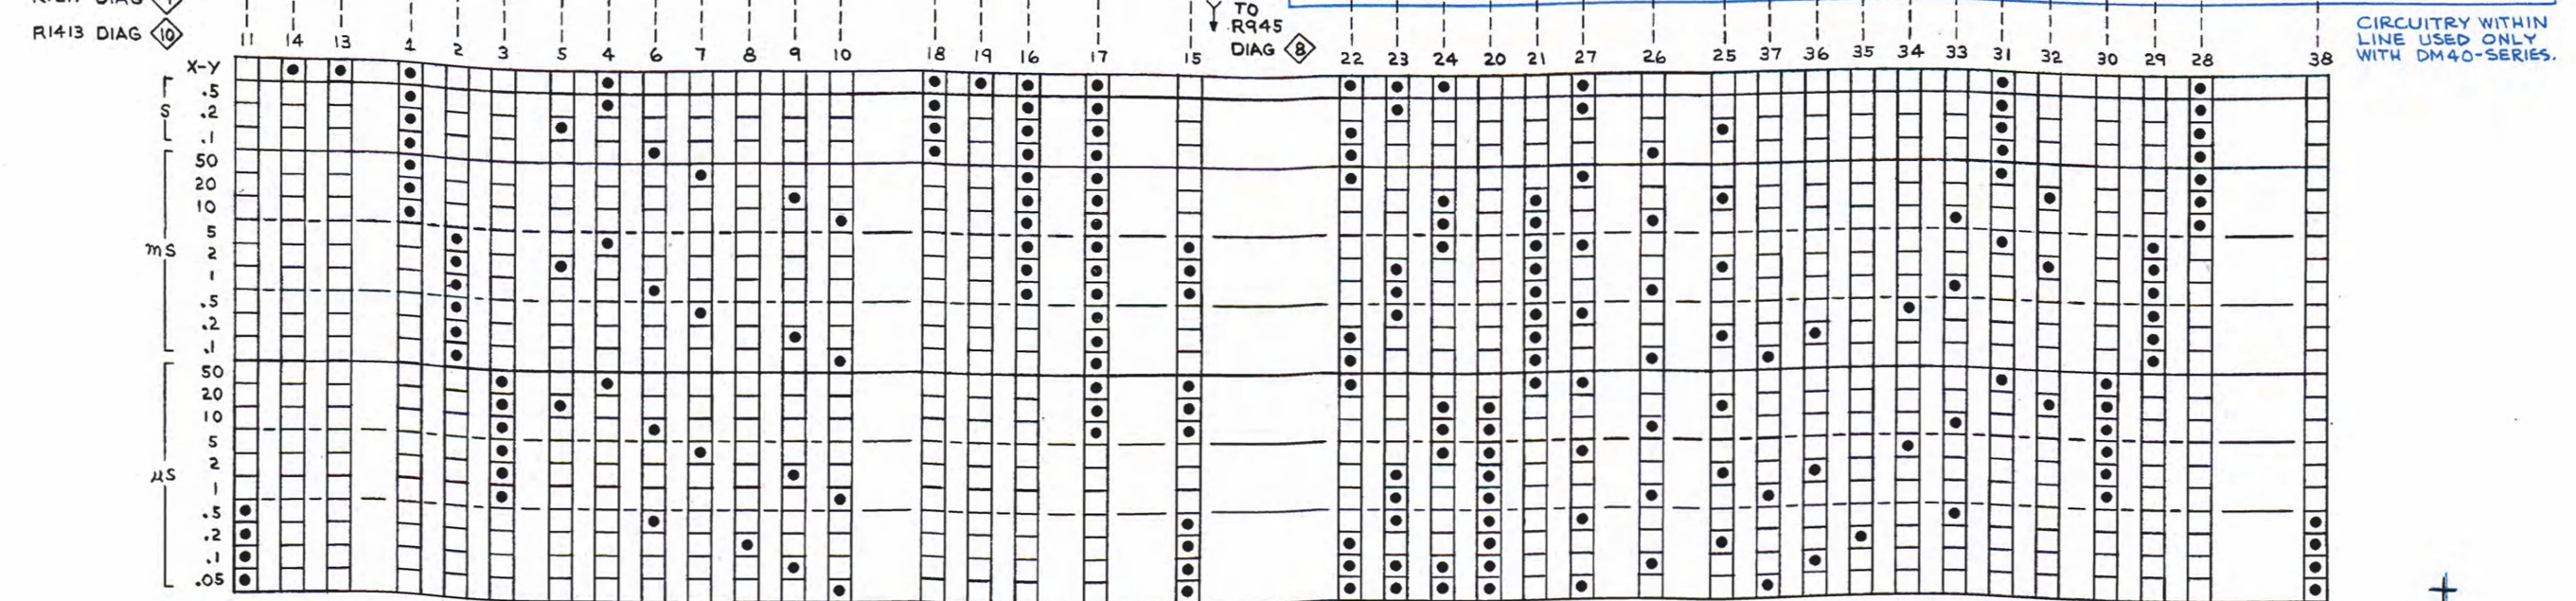 R1413 DIAG 10
TO
R945
DIAG 8
CIRCUITRY WITHIN
LINE USED ONLY
WITH DM40-SERIES.
11 14 13 1 2 3 5 4 6 7 8 9 10 18 19 16 17 15 22 23 24 20 21 27 26 25 37 36 35 34 33 31 32 30 29 28 38
X-Y
S
.5
.2
.1
mS
50
20
10
5
2
1
.5
.2
.1
µS
50
20
10
5
2
1
.5
.2
.1
.05